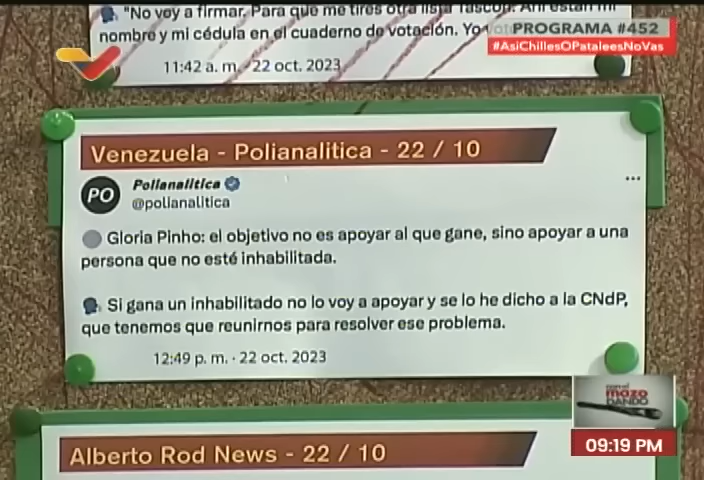 "No voy a firmar. Para que me tires otra lista Tascón. Ahí están mi
nombre y mi cédula en el cuaderno de votación. Yo
11:42 a. m. · 22 oct. 2023
PROGRAMA #452
#AsiChillesOPataleesNoVas
Venezuela - Polianalitica - 22 / 10
PO
Polianalitica
@polianalitica
Gloria Pinho: el objetivo no es apoyar al que gane, sino apoyar a una
persona que no esté inhabilitada.
Si gana un inhabilitado no lo voy a apoyar y se lo he dicho a la CNdP,
que tenemos que reunirnos para resolver ese problema.
12:49 p. m. · 22 oct. 2023
con el
mazo
DANDO
09:19 PM
Alberto Rod News - 22 / 10